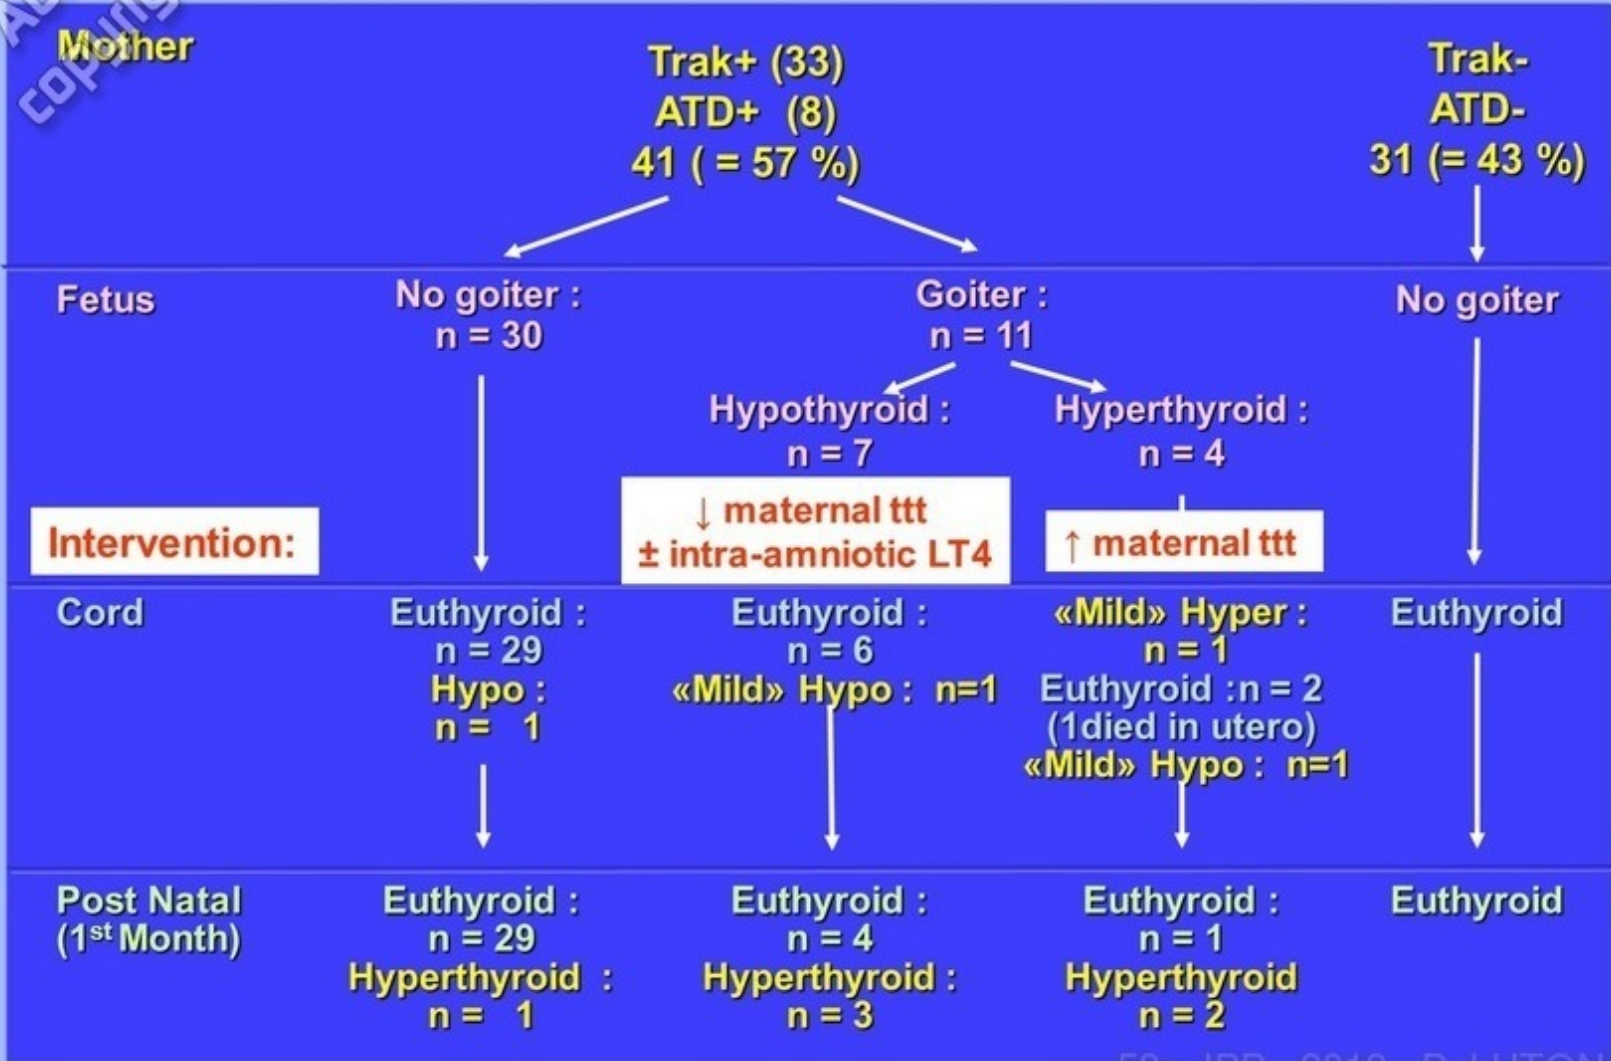 Mother
Trak+ (33)
ATD+ (8)
41 ( = 57 %)
Trak-
ATD-
31 (= 43 %)
Fetus
No goiter :
n = 30
Goiter :
n = 11
No goiter
Hypothyroid :
n = 7
Hyperthyroid :
n = 4
Intervention:
↓ maternal ttt
± intra-amniotic LT4
↑ maternal ttt
Cord
Euthyroid :
n = 29
Hypo :
n = 1
Euthyroid :
n = 6
«Mild» Hypo : n=1
«Mild» Hyper :
n = 1
Euthyroid :n = 2
(1died in utero)
«Mild» Hypo : n=1
Euthyroid
Post Natal
(1st Month)
Euthyroid :
n = 29
Hyperthyroid :
n = 1
Euthyroid :
n = 4
Hyperthyroid :
n = 3
Euthyroid :
n = 1
Hyperthyroid
n = 2
Euthyroid